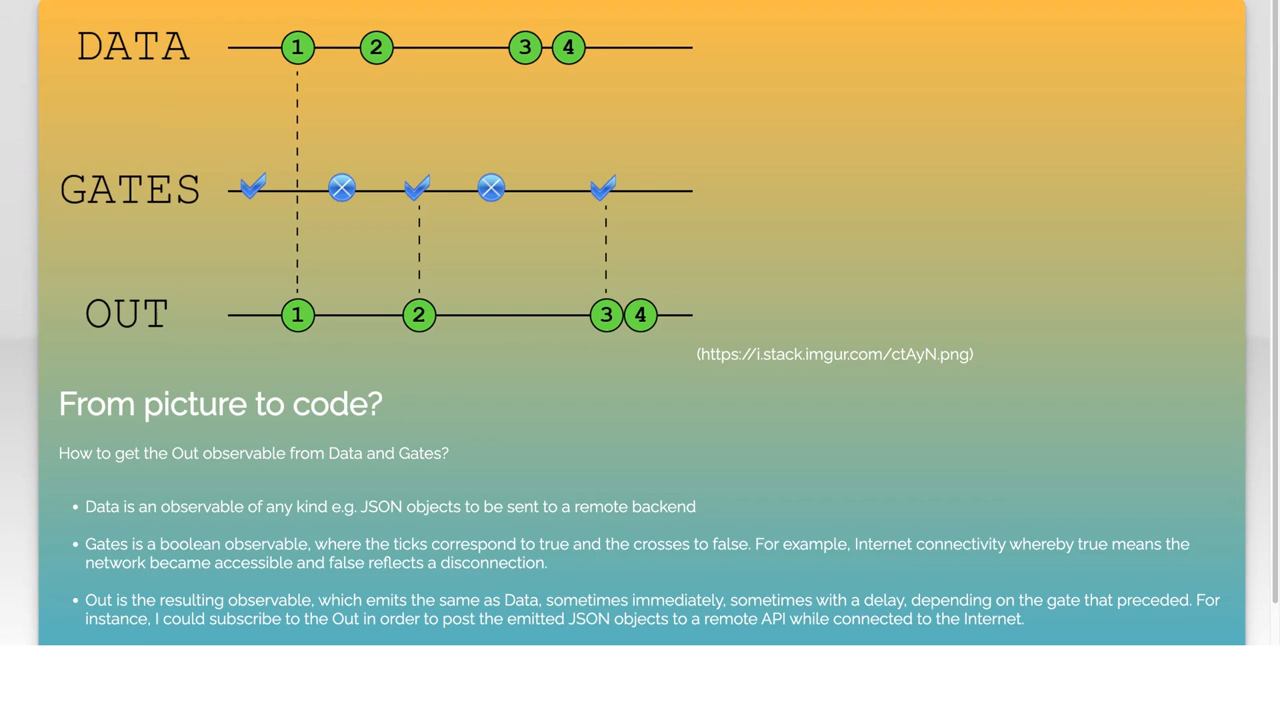 DATA 1 2 3 4
GATES
OUT 1 2 3 4
(https://i.stack.imgur.com/ctAyN.png)
From picture to code?
How to get the Out observable from Data and Gates?
• Data is an observable of any kind e.g. JSON objects to be sent to a remote backend
• Gates is a boolean observable, where the ticks correspond to true and the crosses to false. For example, Internet connectivity whereby true means the
network became accessible and false reflects a disconnection.
• Out is the resulting observable, which emits the same as Data, sometimes immediately, sometimes with a delay, depending on the gate that preceded. For
instance, I could subscribe to the Out in order to post the emitted JSON objects to a remote API while connected to the Internet.